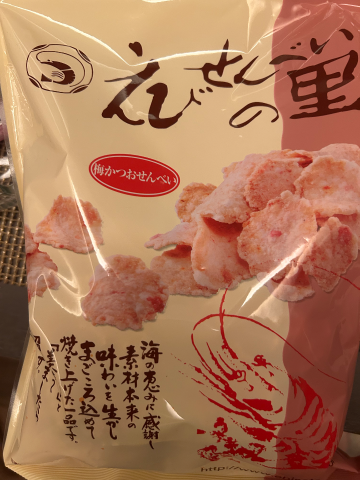 えびせんべい
の里
梅かつおせんべい
海の恵みに感謝し
素材本来の
味わいを生かし
まごころ込めて
焼き上げた一品です。